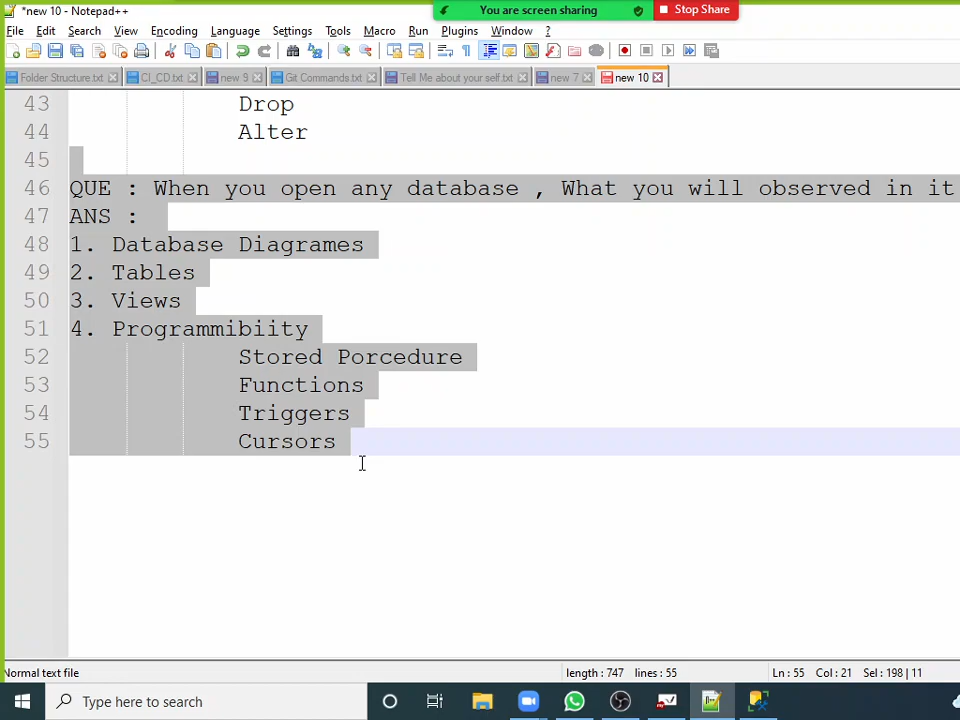 *new 10 - Notepad++
You are screen sharing
Stop Share
File Edit Search View Encoding Language Settings Tools Macro Run Plugins Window ?
Folder Structure.txt CI_CD.txt new 9 Git Commands.txt Tell Me about your self.txt new 7 new 10
43 Drop
44 Alter
45
46 QUE : When you open any database , What you will observed in it
47 ANS :
48 1. Database Diagrames
49 2. Tables
50 3. Views
51 4. Programmibiity
52 Stored Porcedure
53 Functions
54 Triggers
55 Cursors
Normal text file length : 747 lines : 55 Ln : 55 Col : 21 Sel : 198 | 11
Type here to search